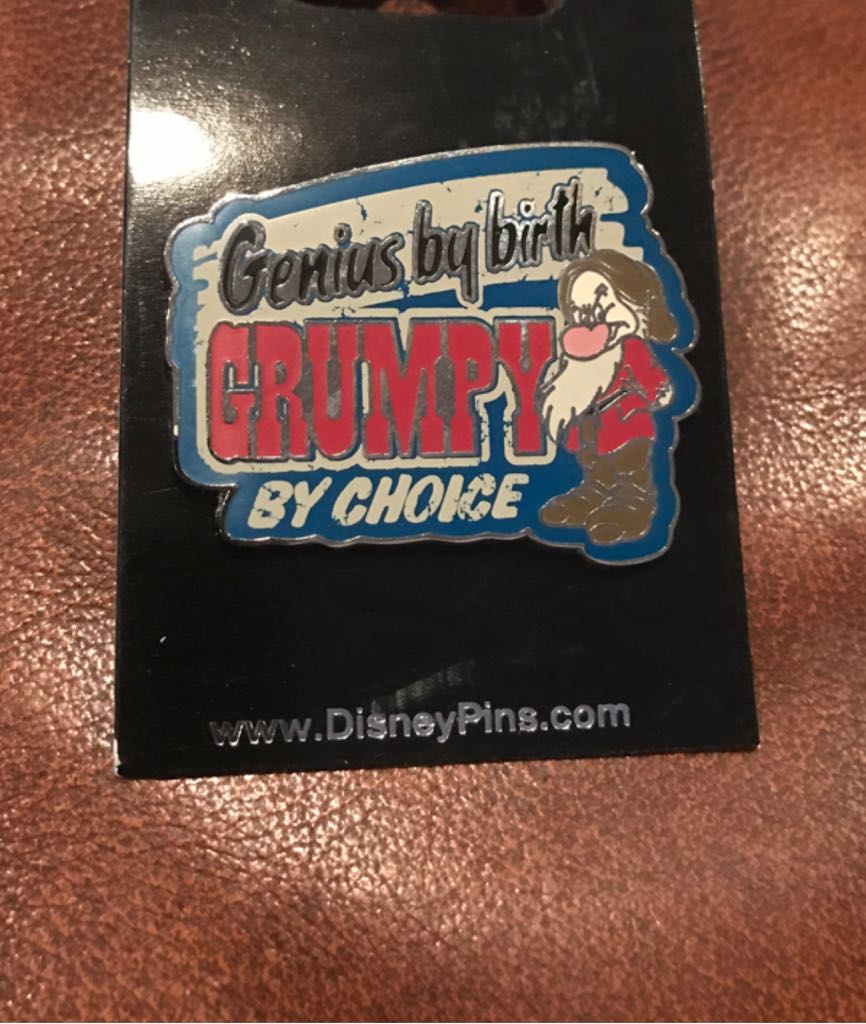 Genius by birth
GRUMPY
BY CHOICE
www.DisneyPins.com